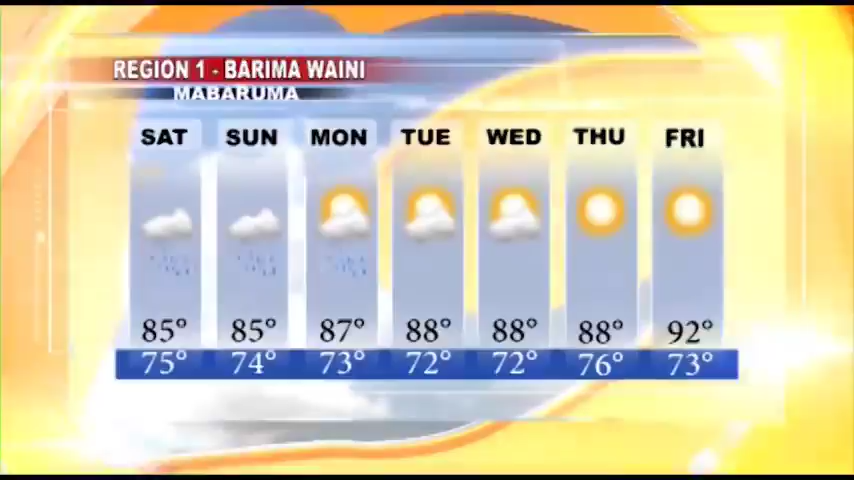 REGION 1 - BARIMA WAINI
MABARUMA
SAT SUN MON TUE WED THU FRI
85° 85° 87° 88° 88° 88° 92°
75° 74° 73° 72° 72° 76° 73°